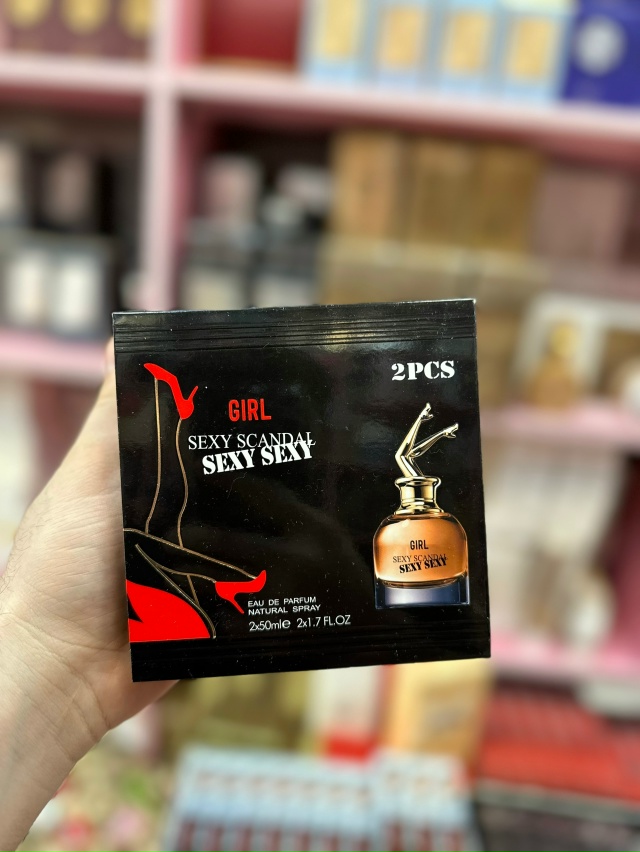 2PCS
GIRL
SEXY SCANDAL
SEXY SEXY
GIRL
SEXY SCANDAL
SEXY SEXY
EAU DE PARFUM
NATURAL SPRAY
2x50ml℮ 2x1.7 FL.OZ